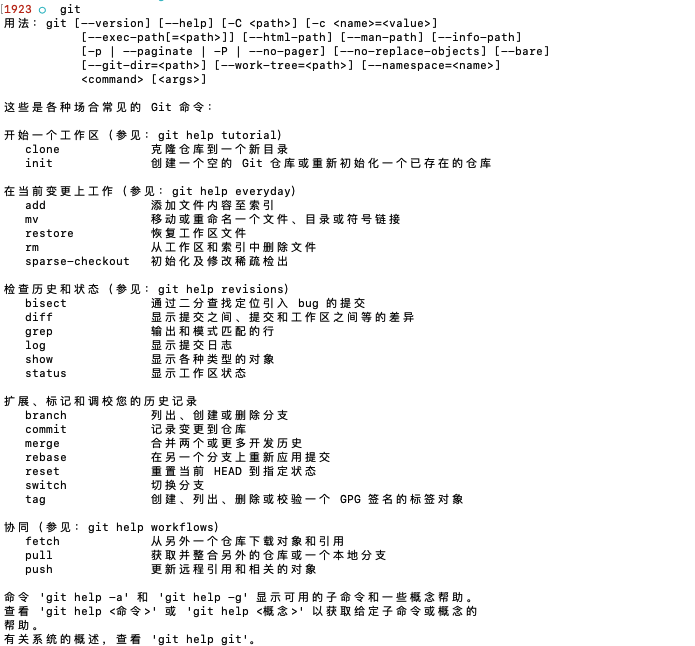 [1923 ○ git
用法：git [--version] [--help] [-C <path>] [-c <name>=<value>]
           [--exec-path[=<path>]] [--html-path] [--man-path] [--info-path]
           [-p | --paginate | -P | --no-pager] [--no-replace-objects] [--bare]
           [--git-dir=<path>] [--work-tree=<path>] [--namespace=<name>]
           <command> [<args>]
这些是各种场合常见的 Git 命令：
开始一个工作区（参见：git help tutorial）
   clone             克隆仓库到一个新目录
   init              创建一个空的 Git 仓库或重新初始化一个已存在的仓库
在当前变更上工作（参见：git help everyday）
   add               添加文件内容至索引
   mv                移动或重命名一个文件、目录或符号链接
   restore           恢复工作区文件
   rm                从工作区和索引中删除文件
   sparse-checkout   初始化及修改稀疏检出
检查历史和状态（参见：git help revisions）
   bisect            通过二分查找定位引入 bug 的提交
   diff              显示提交之间、提交和工作区之间等的差异
   grep              输出和模式匹配的行
   log               显示提交日志
   show              显示各种类型的对象
   status            显示工作区状态
扩展、标记和调校您的历史记录
   branch            列出、创建或删除分支
   commit            记录变更到仓库
   merge             合并两个或更多开发历史
   rebase            在另一个分支上重新应用提交
   reset             重置当前 HEAD 到指定状态
   switch            切换分支
   tag               创建、列出、删除或校验一个 GPG 签名的标签对象
协同（参见：git help workflows）
   fetch             从另外一个仓库下载对象和引用
   pull              获取并整合另外的仓库或一个本地分支
   push              更新远程引用和相关的对象
命令 'git help -a' 和 'git help -g' 显示可用的子命令和一些概念帮助。
查看 'git help <命令>' 或 'git help <概念>' 以获取给定子命令或概念的
帮助。
有关系统的概述，查看 'git help git'。